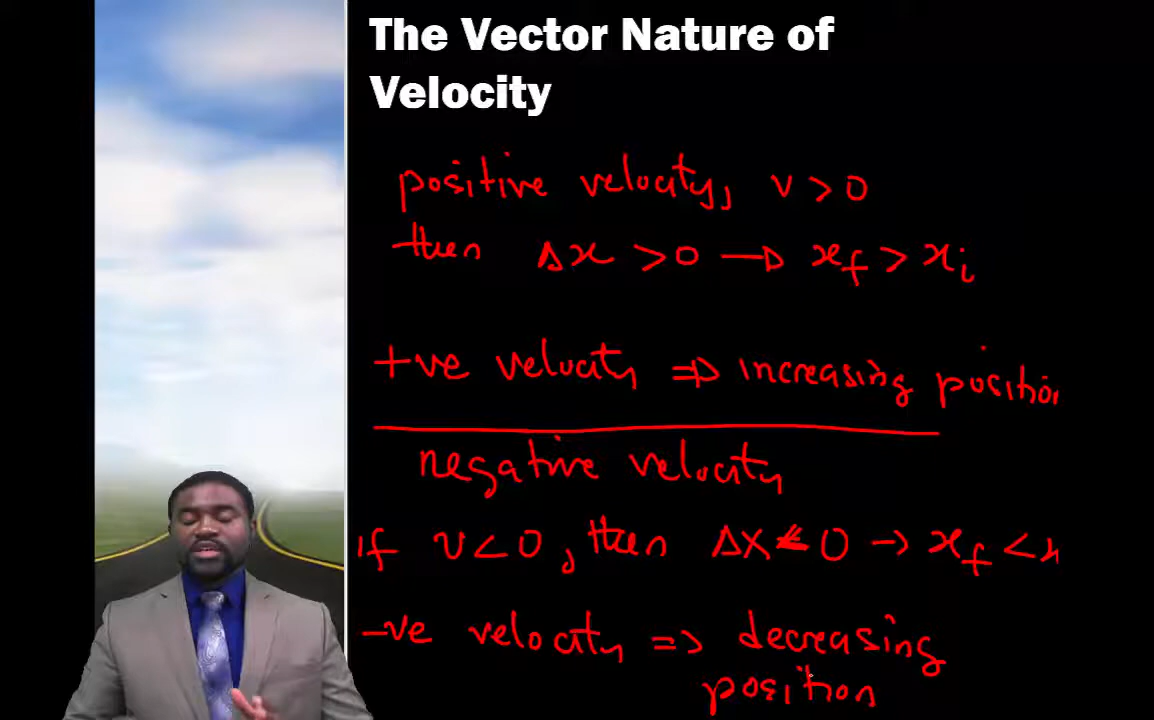 The Vector Nature of
Velocity
positive velocity, v > 0
then Δx > 0 → xf > xi
+ve velocity ⇒ increasing position
negative velocity
if v < 0, then Δx < 0 → xf <
-ve velocity ⇒ decreasing
position